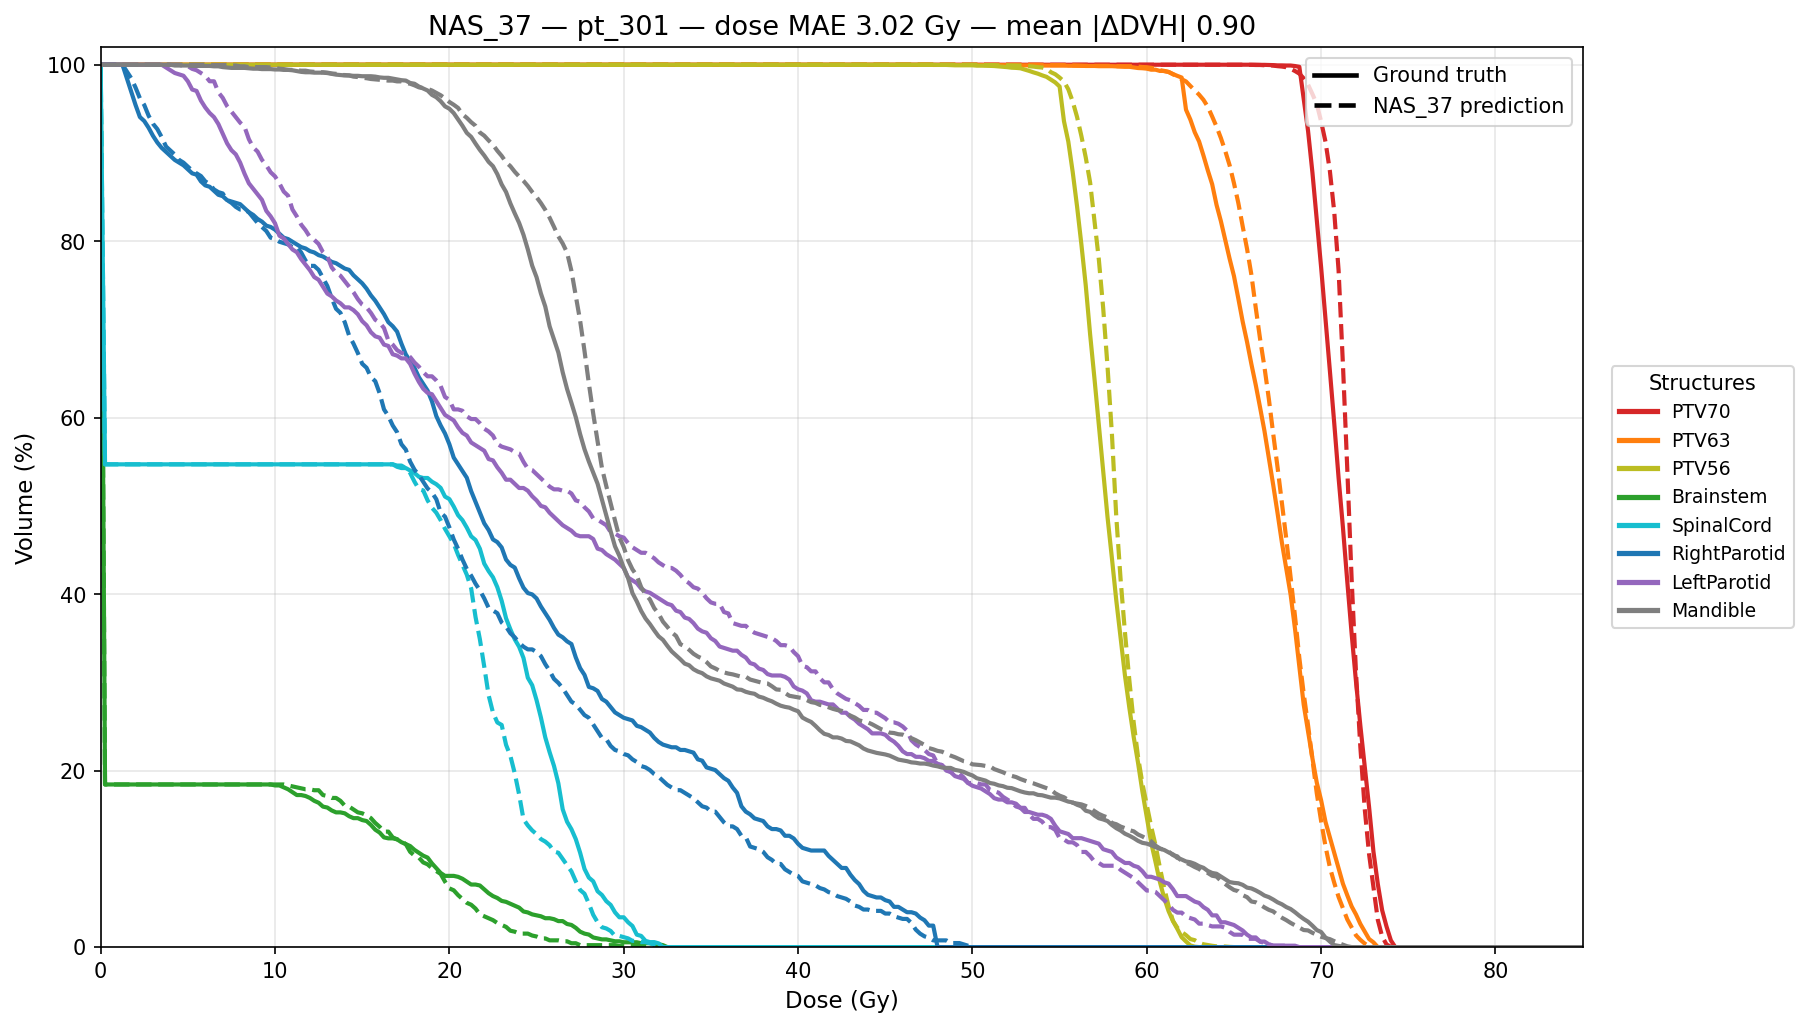 NAS_37 — pt_301 — dose MAE 3.02 Gy — mean |ΔDVH| 0.90
Ground truth
NAS_37 prediction
Volume (%)
100
80
60
40
20
0
0 10 20 30 40 50 60 70 80
Dose (Gy)
Structures
PTV70
PTV63
PTV56
Brainstem
SpinalCord
RightParotid
LeftParotid
Mandible